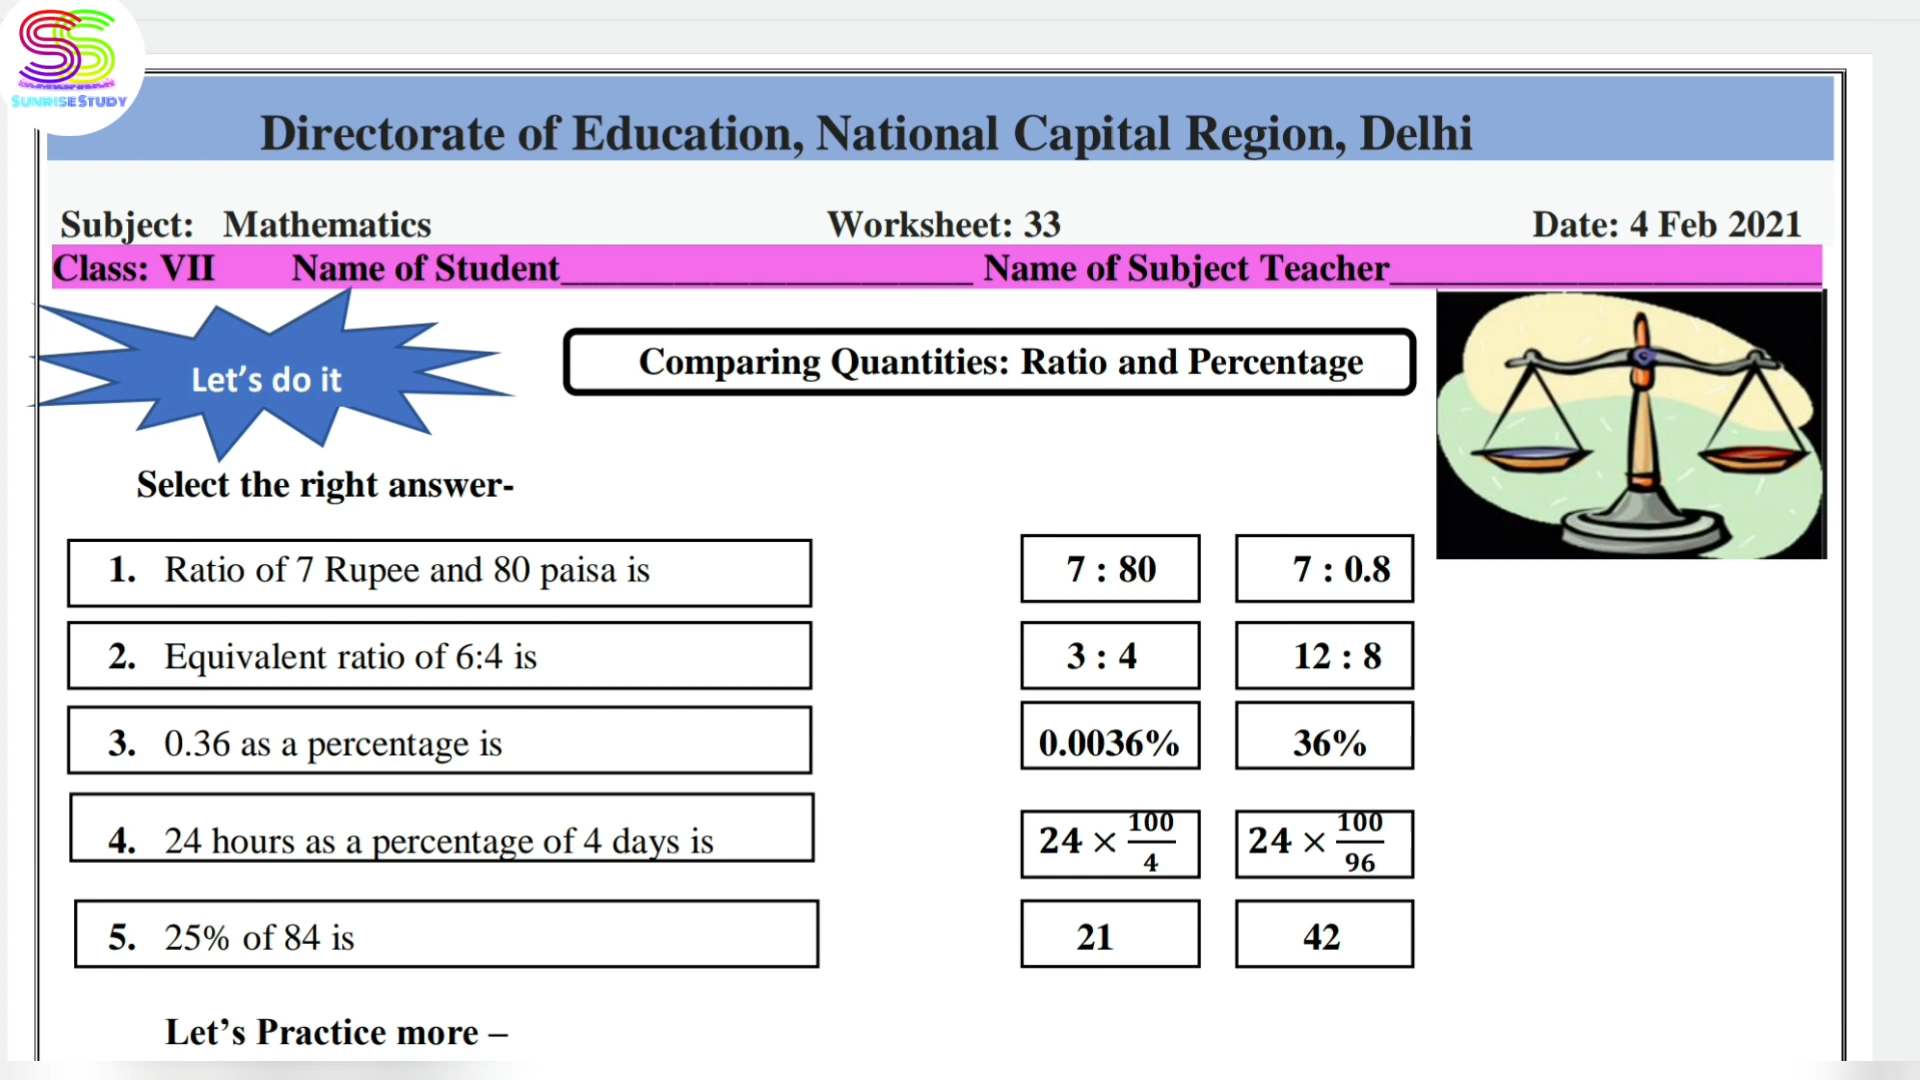 SUNRISE STUDY
Directorate of Education, National Capital Region, Delhi
Subject: Mathematics Worksheet: 33 Date: 4 Feb 2021
Class: VII Name of Student______________________ Name of Subject Teacher_______________________
Let’s do it
Comparing Quantities: Ratio and Percentage
Select the right answer-
1. Ratio of 7 Rupee and 80 paisa is 7 : 80 7 : 0.8
2. Equivalent ratio of 6:4 is 3 : 4 12 : 8
3. 0.36 as a percentage is 0.0036% 36%
4. 24 hours as a percentage of 4 days is 24 × 100/4 24 × 100/96
5. 25% of 84 is 21 42
Let’s Practice more –